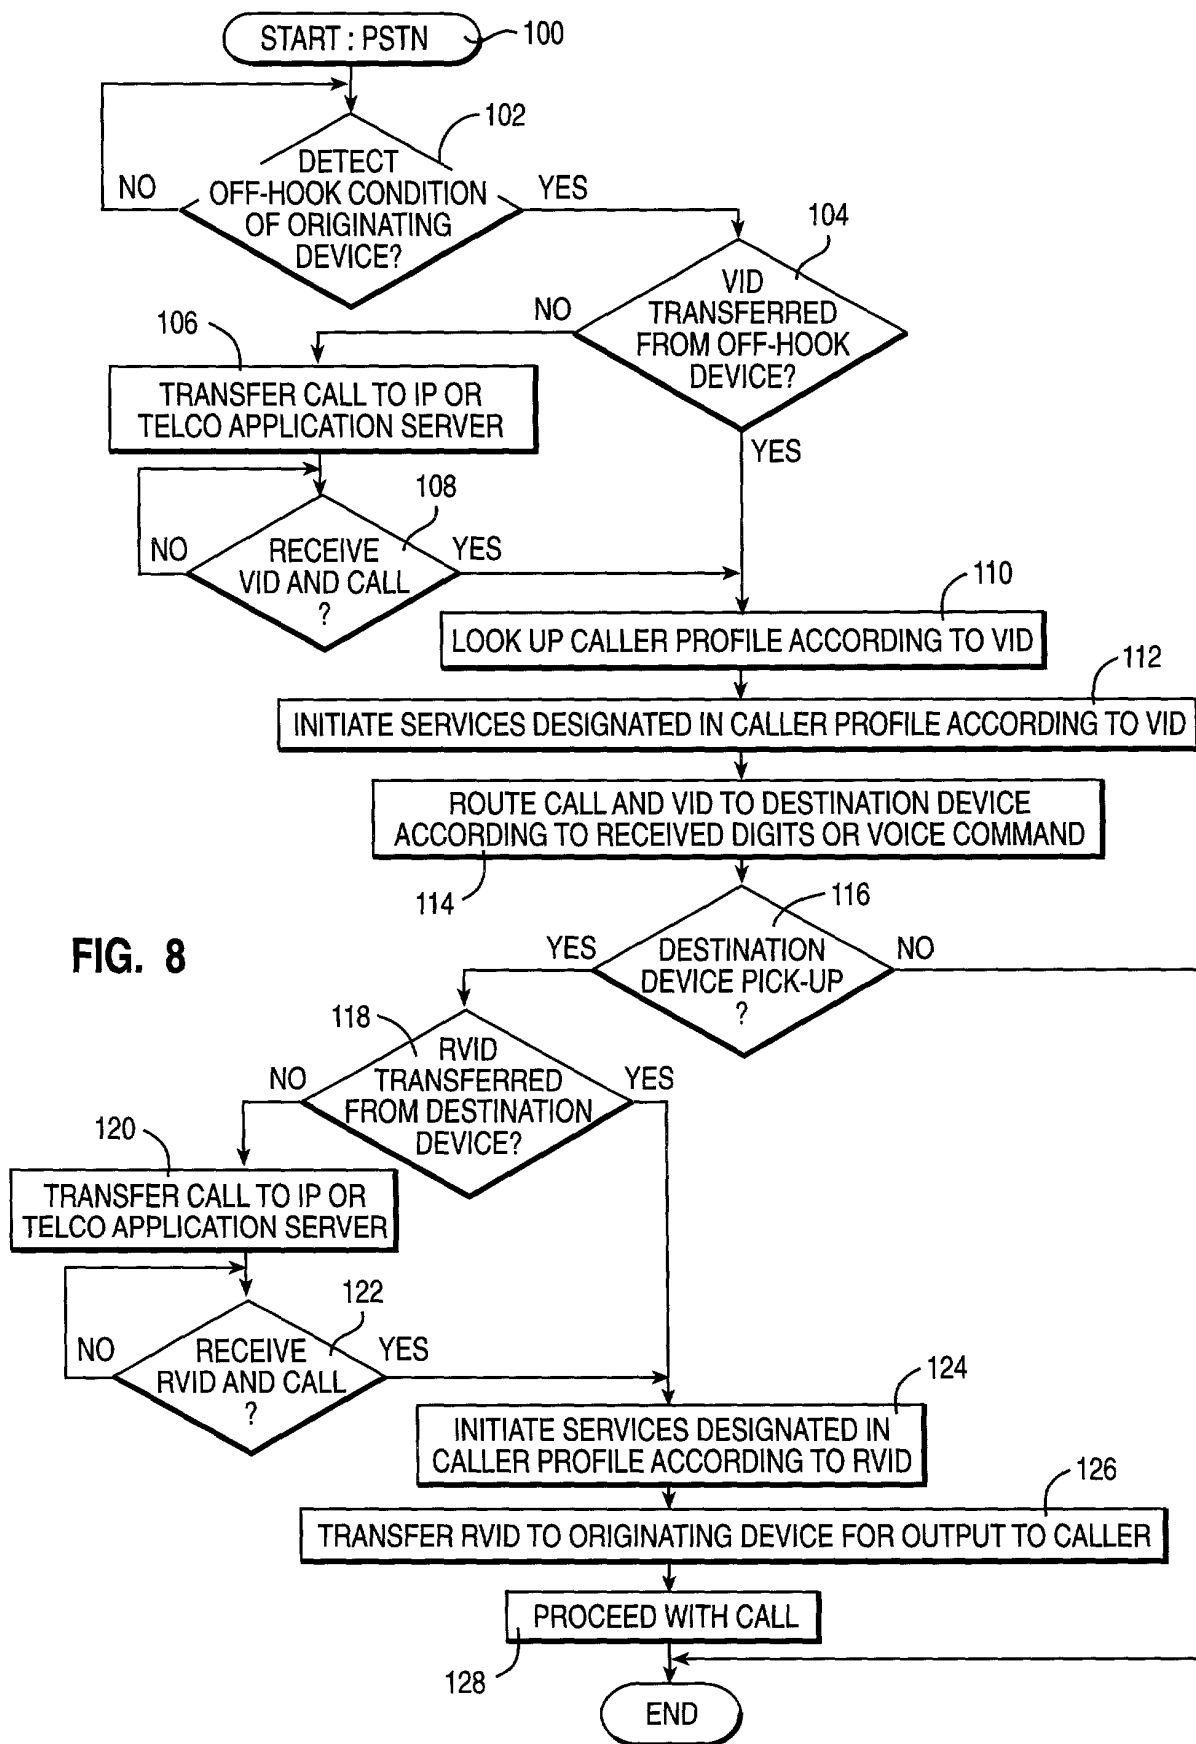 START : PSTN
100
102
DETECT
OFF-HOOK CONDITION
OF ORIGINATING
DEVICE?
NO
YES
104
VID
TRANSFERRED
FROM OFF-HOOK
DEVICE?
NO
YES
106
TRANSFER CALL TO IP OR
TELCO APPLICATION SERVER
108
RECEIVE
VID AND CALL
?
NO
YES
110
LOOK UP CALLER PROFILE ACCORDING TO VID
112
INITIATE SERVICES DESIGNATED IN CALLER PROFILE ACCORDING TO VID
ROUTE CALL AND VID TO DESTINATION DEVICE
ACCORDING TO RECEIVED DIGITS OR VOICE COMMAND
114
116
FIG. 8
DESTINATION
DEVICE PICK-UP
?
YES
NO
118
RVID
TRANSFERRED
FROM DESTINATION
DEVICE?
NO
YES
120
TRANSFER CALL TO IP OR
TELCO APPLICATION SERVER
122
RECEIVE
RVID AND CALL
?
NO
YES
124
INITIATE SERVICES DESIGNATED IN
CALLER PROFILE ACCORDING TO RVID
126
TRANSFER RVID TO ORIGINATING DEVICE FOR OUTPUT TO CALLER
PROCEED WITH CALL
128
END